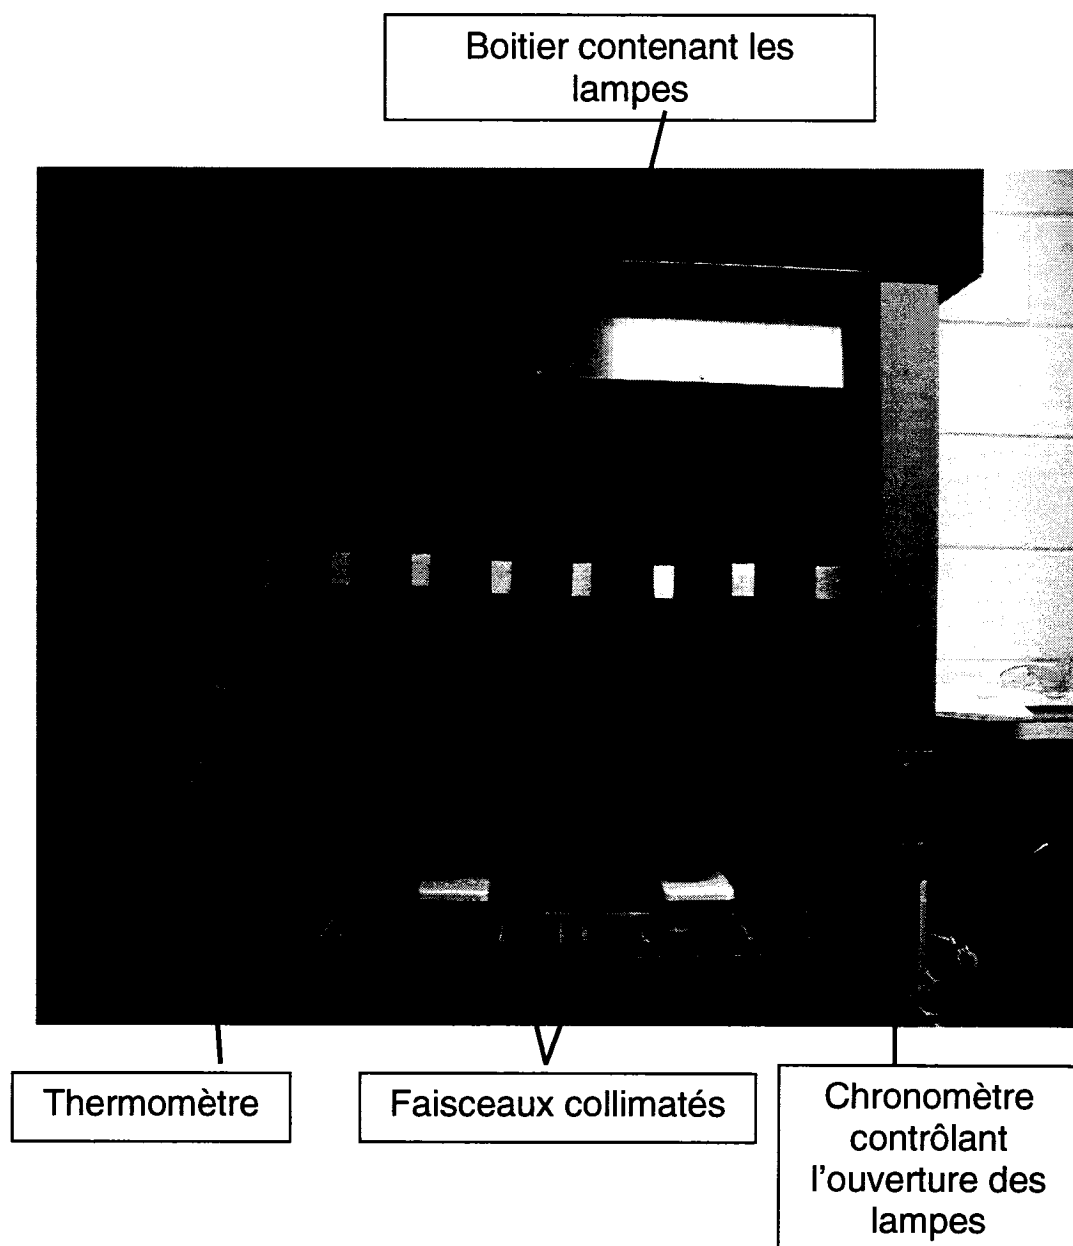 Boitier contenant les
lampes
Thermomètre
Faisceaux collimatés
Chronomètre
contrôlant
l'ouverture des
lampes